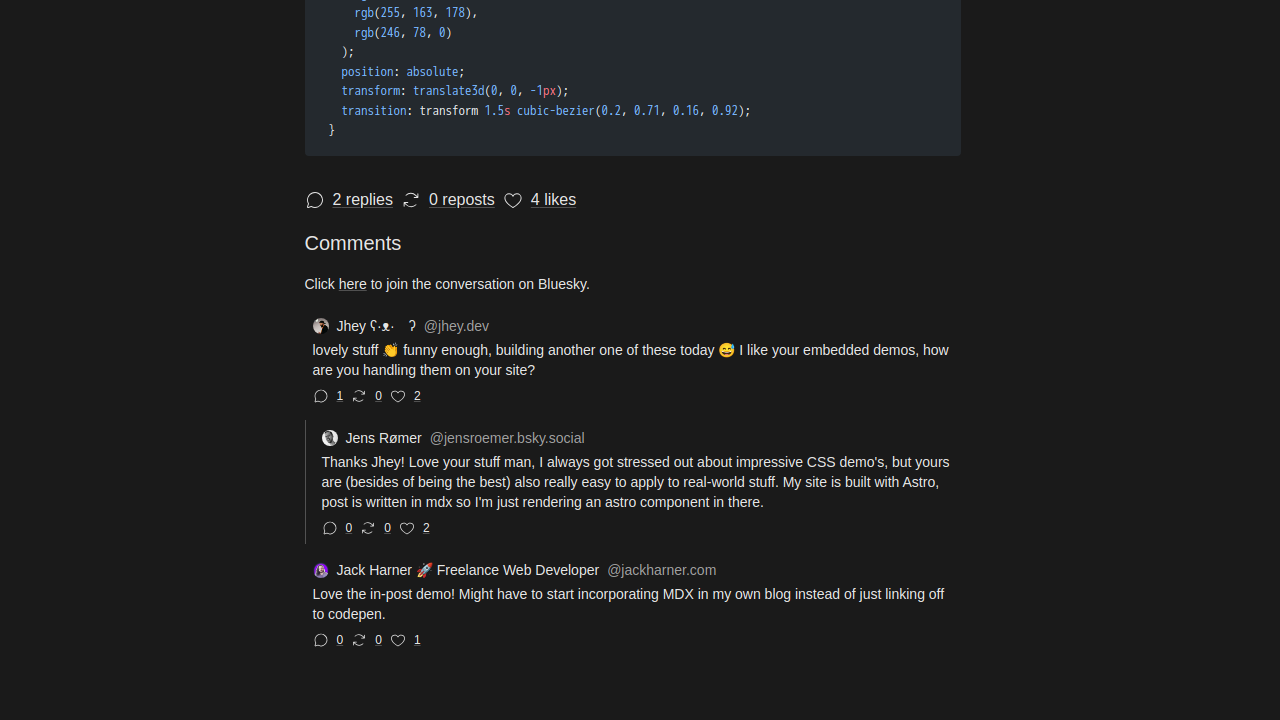 rgb(255, 163, 178),
rgb(246, 78, 0)
);
position: absolute;
transform: translate3d(0, 0, -1px);
transition: transform 1.5s cubic-bezier(0.2, 0.71, 0.16, 0.92);
}
2 replies 0 reposts 4 likes
Comments
Click here to join the conversation on Bluesky.
Jhey ʕ·ᴥ· ʔ @jhey.dev
lovely stuff 👏 funny enough, building another one of these today 😅 I like your embedded demos, how
are you handling them on your site?
1 0 2
Jens Rømer @jensroemer.bsky.social
Thanks Jhey! Love your stuff man, I always got stressed out about impressive CSS demo's, but yours
are (besides of being the best) also really easy to apply to real-world stuff. My site is built with Astro,
post is written in mdx so I'm just rendering an astro component in there.
0 0 2
Jack Harner 🚀 Freelance Web Developer @jackharner.com
Love the in-post demo! Might have to start incorporating MDX in my own blog instead of just linking off
to codepen.
0 0 1